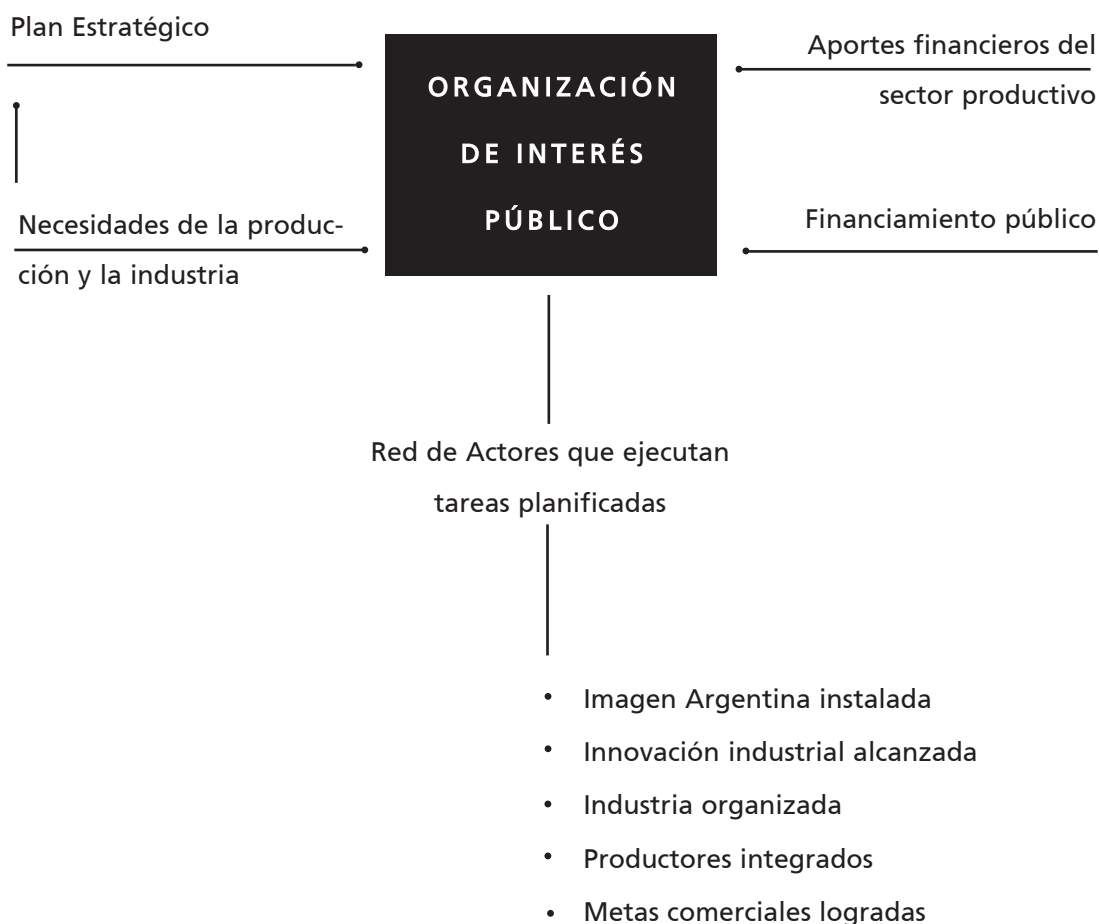 Plan Estratégico
Aportes financieros del
sector productivo
ORGANIZACIÓN
DE INTERÉS
PÚBLICO
Necesidades de la produc-
ción y la industria
Financiamiento público
Red de Actores que ejecutan
tareas planificadas
• Imagen Argentina instalada
• Innovación industrial alcanzada
• Industria organizada
• Productores integrados
• Metas comerciales logradas